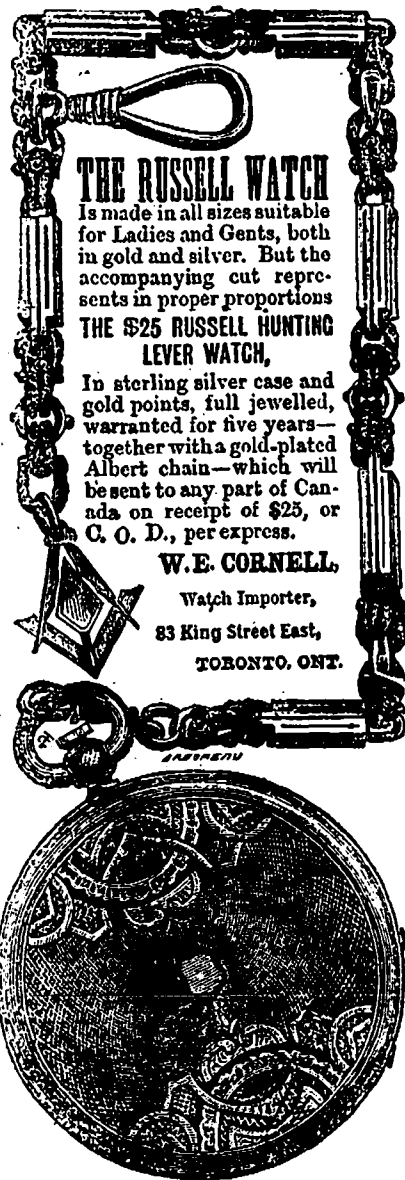 THE RUSSELL WATCH
Is made in all sizes suitable
for Ladies and Gents, both
in gold and silver. But the
accompanying cut repre-
sents in proper proportions
THE $25 RUSSELL HUNTING
LEVER WATCH,
In sterling silver case and
gold points, full jewelled,
warranted for five years—
together with a gold-plated
Albert chain—which will
be sent to any part of Can-
ada on receipt of $25, or
C. O. D., per express.
W. E. CORNELL,
Watch Importer,
83 King Street East,
TORONTO, ONT.